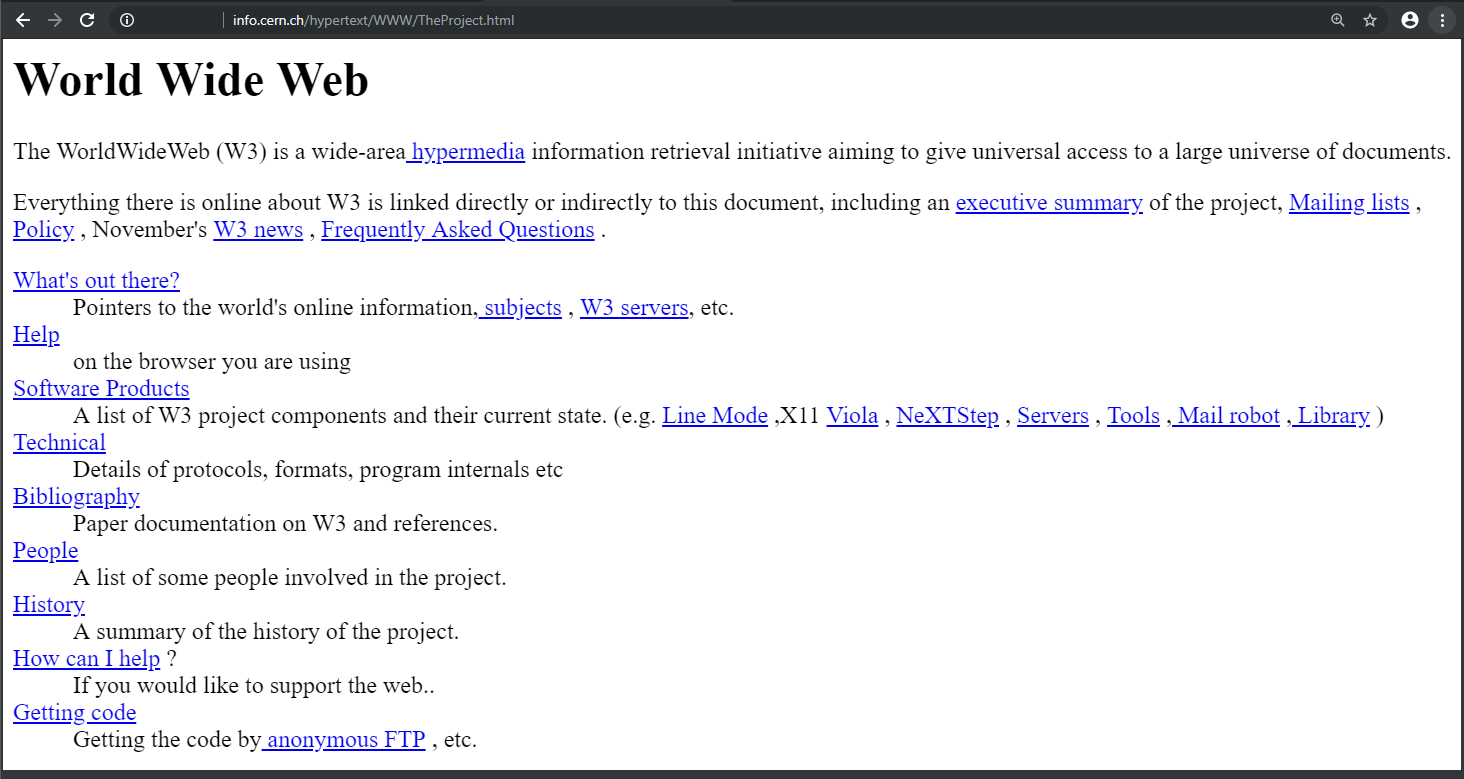 info.cern.ch/hypertext/WWW/TheProject.html
World Wide Web
The WorldWideWeb (W3) is a wide-area hypermedia information retrieval initiative aiming to give universal access to a large universe of documents.
Everything there is online about W3 is linked directly or indirectly to this document, including an executive summary of the project, Mailing lists ,
Policy , November's W3 news , Frequently Asked Questions .
What's out there?
Pointers to the world's online information, subjects , W3 servers, etc.
Help
on the browser you are using
Software Products
A list of W3 project components and their current state. (e.g. Line Mode ,X11 Viola , NeXTStep , Servers , Tools , Mail robot , Library )
Technical
Details of protocols, formats, program internals etc
Bibliography
Paper documentation on W3 and references.
People
A list of some people involved in the project.
History
A summary of the history of the project.
How can I help ?
If you would like to support the web..
Getting code
Getting the code by anonymous FTP , etc.